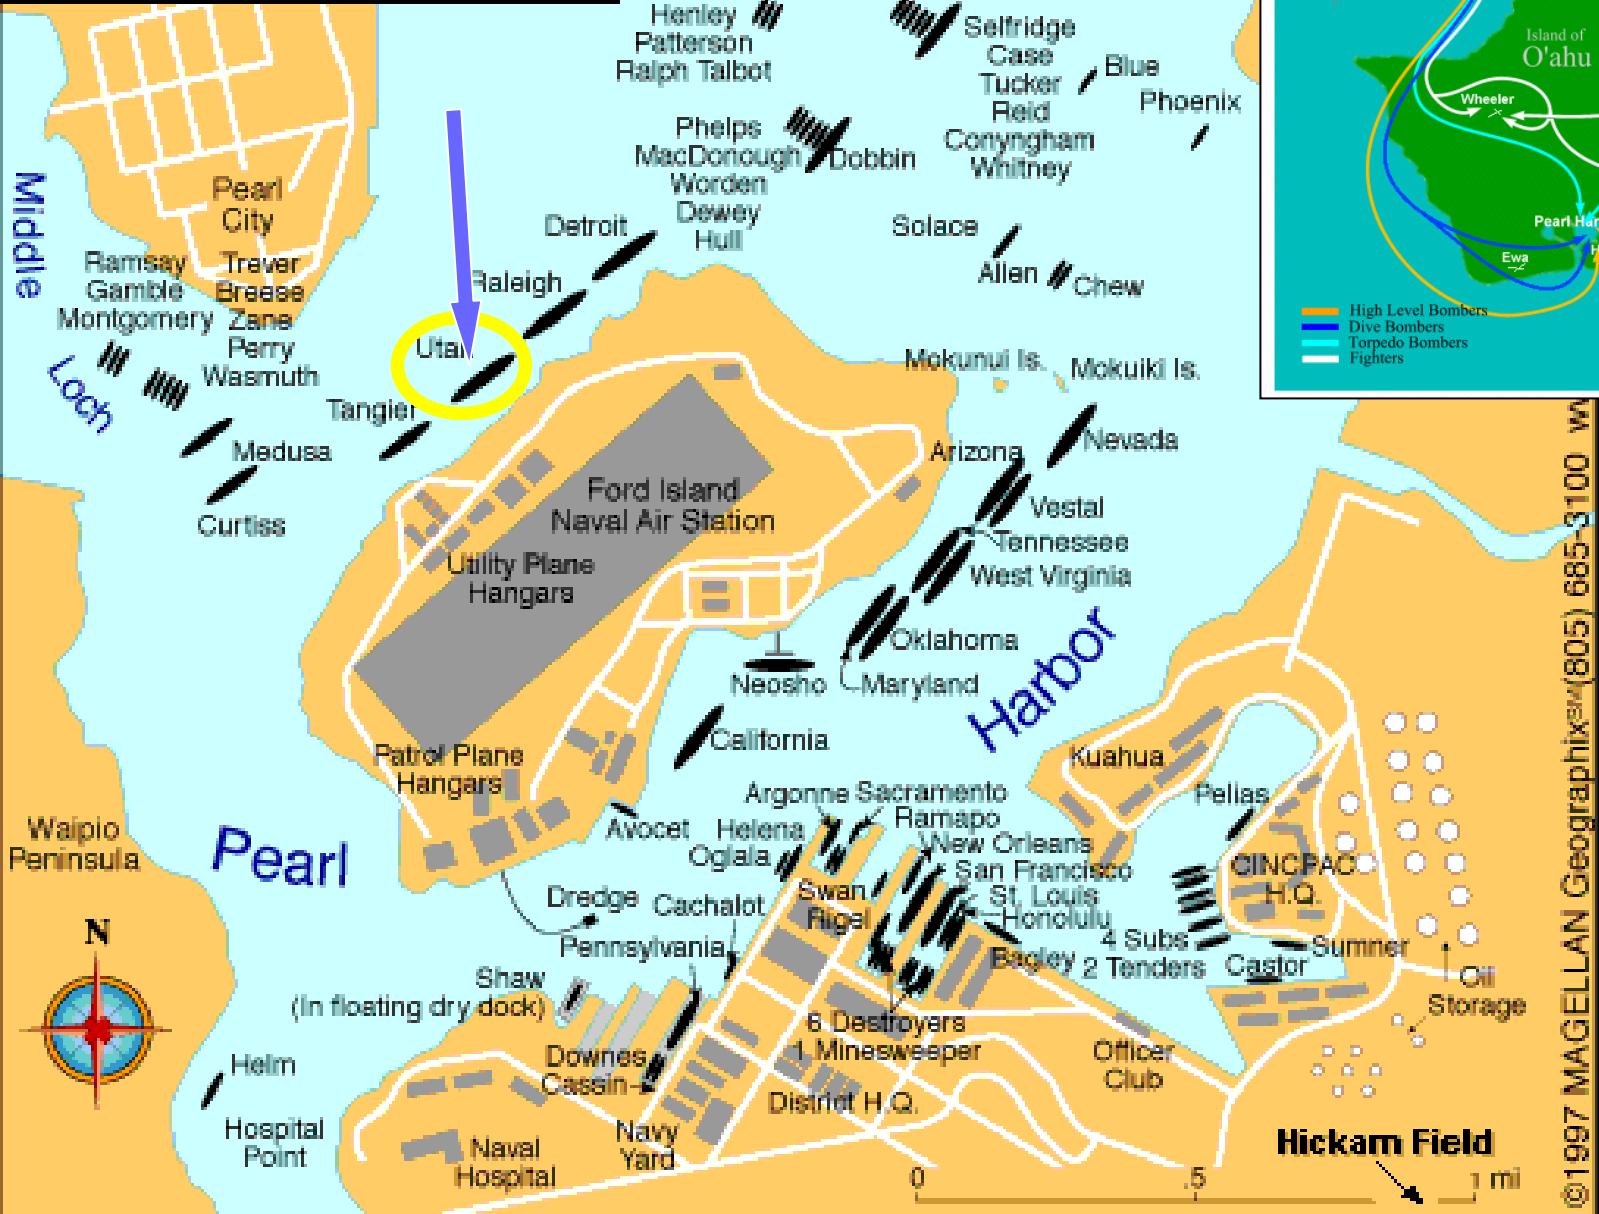 Henley
Patterson
Ralph Talbot
Selfridge
Case
Tucker
Reid
Conyngham
Whitney
Blue
Phoenix
Phelps
MacDonough
Worden
Dewey
Hull
Dobbin
Detroit
Raleigh
Solace
Allen
Chew
Pearl
City
Middle
Loch
Ramsay
Gamble
Montgomery
Trever
Breese
Zane
Perry
Wasmuth
Utah
Tangier
Medusa
Curtiss
Mokunui Is.
Mokuiki Is.
Nevada
Arizona
Vestal
Tennessee
West Virginia
Oklahoma
Maryland
Neosho
California
Ford Island
Naval Air Station
Utility Plane
Hangars
Patrol Plane
Hangars
Avocet
Pearl
Harbor
Waipio
Peninsula
Argonne
Sacramento
Ramapo
Helena
Oglala
New Orleans
San Francisco
St. Louis
Honolulu
Swan
Rigel
Bagley
Dredge
Cachalot
Pennsylvania
Shaw
(In floating dry dock)
Downes
Cassin
Kuahua
Pelias
CINCPAC
H.Q.
4 Subs
2 Tenders
Castor
Sumner
Oil
Storage
6 Destroyers
1 Minesweeper
District H.Q.
Officer
Club
N
Helm
Hospital
Point
Naval
Hospital
Navy
Yard
Hickam Field
0 .5 1 mi
©1997 MAGELLAN Geographix℠(805) 685-3100
Island of
O'ahu
Wheeler
Pearl Har
Ewa
High Level Bombers
Dive Bombers
Torpedo Bombers
Fighters